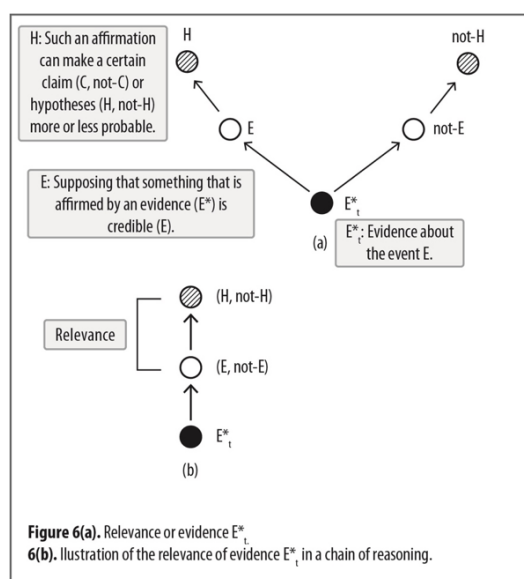 H: Such an affirmation
can make a certain
claim (C, not-C) or
hypotheses (H, not-H)
more or less probable.
H
not-H
E
not-E
E: Supposing that something that is
affirmed by an evidence (E*) is
credible (E).
E*t
(a)
E*t: Evidence about
the event E.
(H, not-H)
Relevance
(E, not-E)
E*t
(b)
Figure 6(a). Relevance or evidence E*t.
6(b). Ilustration of the relevance of evidence E*t in a chain of reasoning.